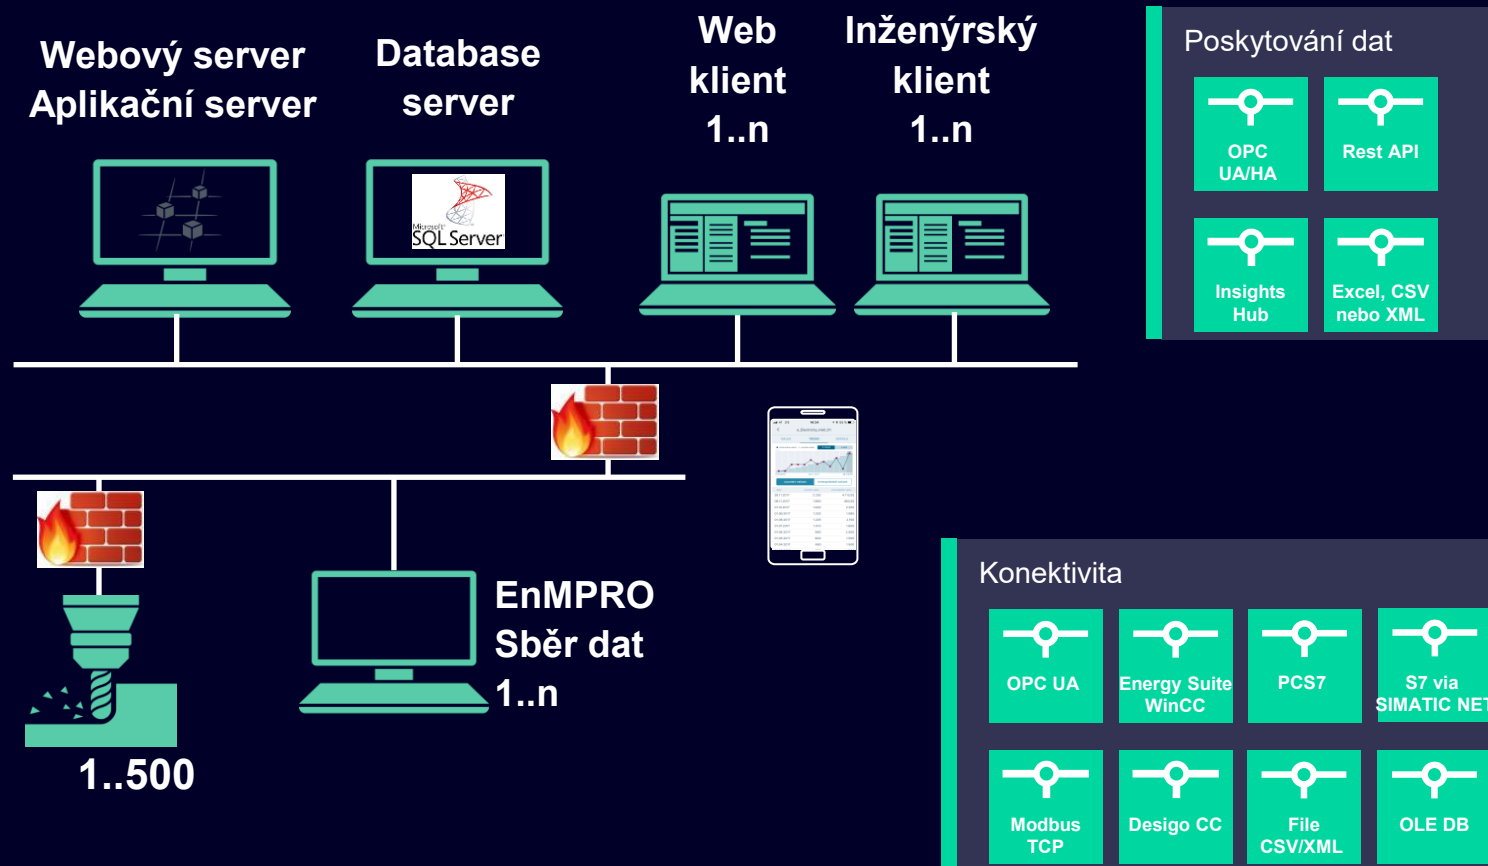 Webový server
Aplikační server
Database
server
Web
klient
1..n
Inženýrský
klient
1..n
Microsoft
SQL Server
Poskytování dat
OPC
UA/HA
Rest API
Insights
Hub
Excel, CSV
nebo XML
EnMPRO
Sběr dat
1..n
1..500
Konektivita
OPC UA
Energy Suite
WinCC
PCS7
S7 via
SIMATIC NET
Modbus
TCP
Desigo CC
File
CSV/XML
OLE DB